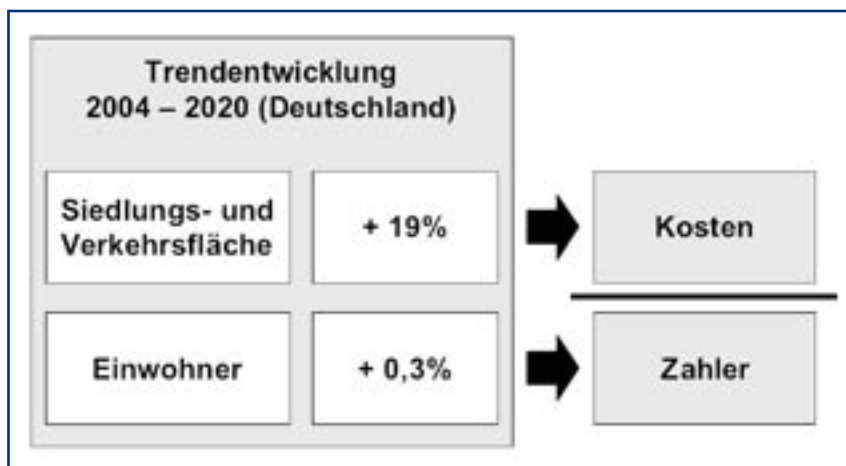 Trendentwicklung
2004 – 2020 (Deutschland)
Siedlungs- und
Verkehrsfläche
+ 19%
Kosten
Einwohner
+ 0,3%
Zahler